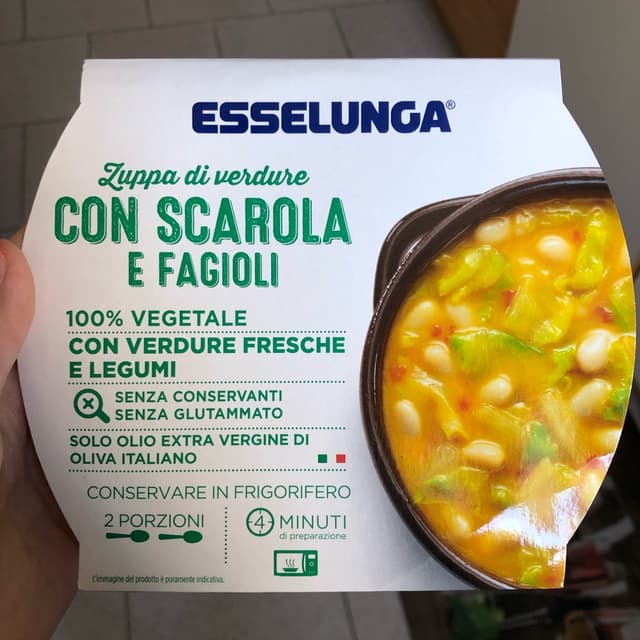 ESSELUNGA®
Zuppa di verdure
CON SCAROLA
E FAGIOLI
100% VEGETALE
CON VERDURE FRESCHE
E LEGUMI
SENZA CONSERVANTI
SENZA GLUTAMMATO
SOLO OLIO EXTRA VERGINE DI
OLIVA ITALIANO
CONSERVARE IN FRIGORIFERO
2 PORZIONI
4 MINUTI
di preparazione
L'immagine del prodotto è puramente indicativa.